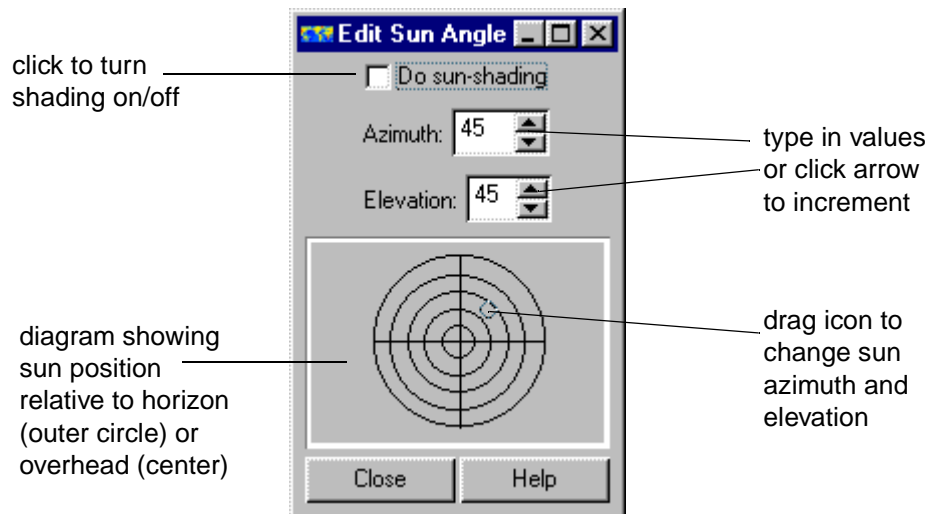 Edit Sun Angle
click to turn
shading on/off
Do sun-shading
Azimuth: 45
type in values
or click arrow
to increment
Elevation: 45
diagram showing
sun position
relative to horizon
(outer circle) or
overhead (center)
drag icon to
change sun
azimuth and
elevation
Close
Help